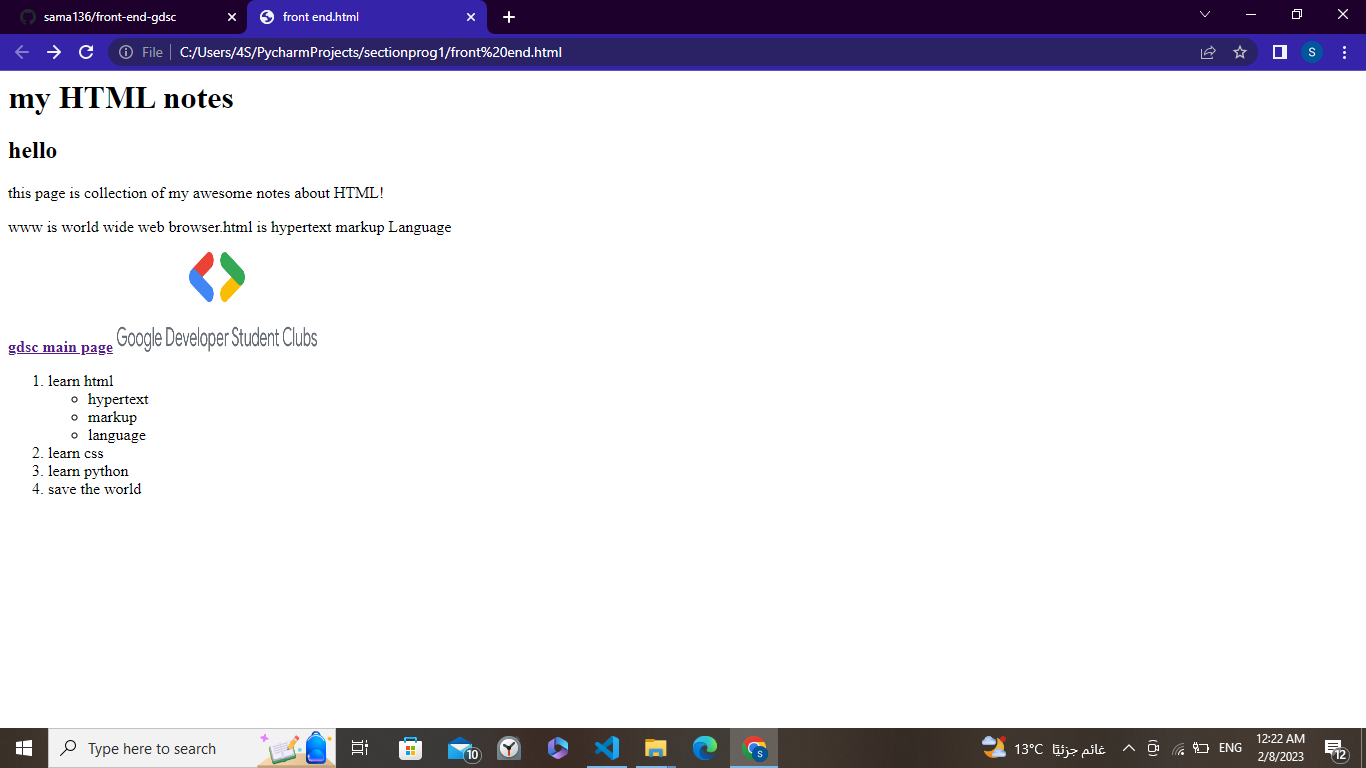 sama136/front-end-gdsc
front end.html
File
C:/Users/4S/PycharmProjects/sectionprog1/front%20end.html
S
my HTML notes
hello
this page is collection of my awesome notes about HTML!
www is world wide web browser.html is hypertext markup Language
gdsc main page Google Developer Student Clubs
1. learn html
hypertext
markup
language
2. learn css
3. learn python
4. save the world
Type here to search
10
S
13°C غائم جزئيًا
ENG
12:22 AM
2/8/2023
12